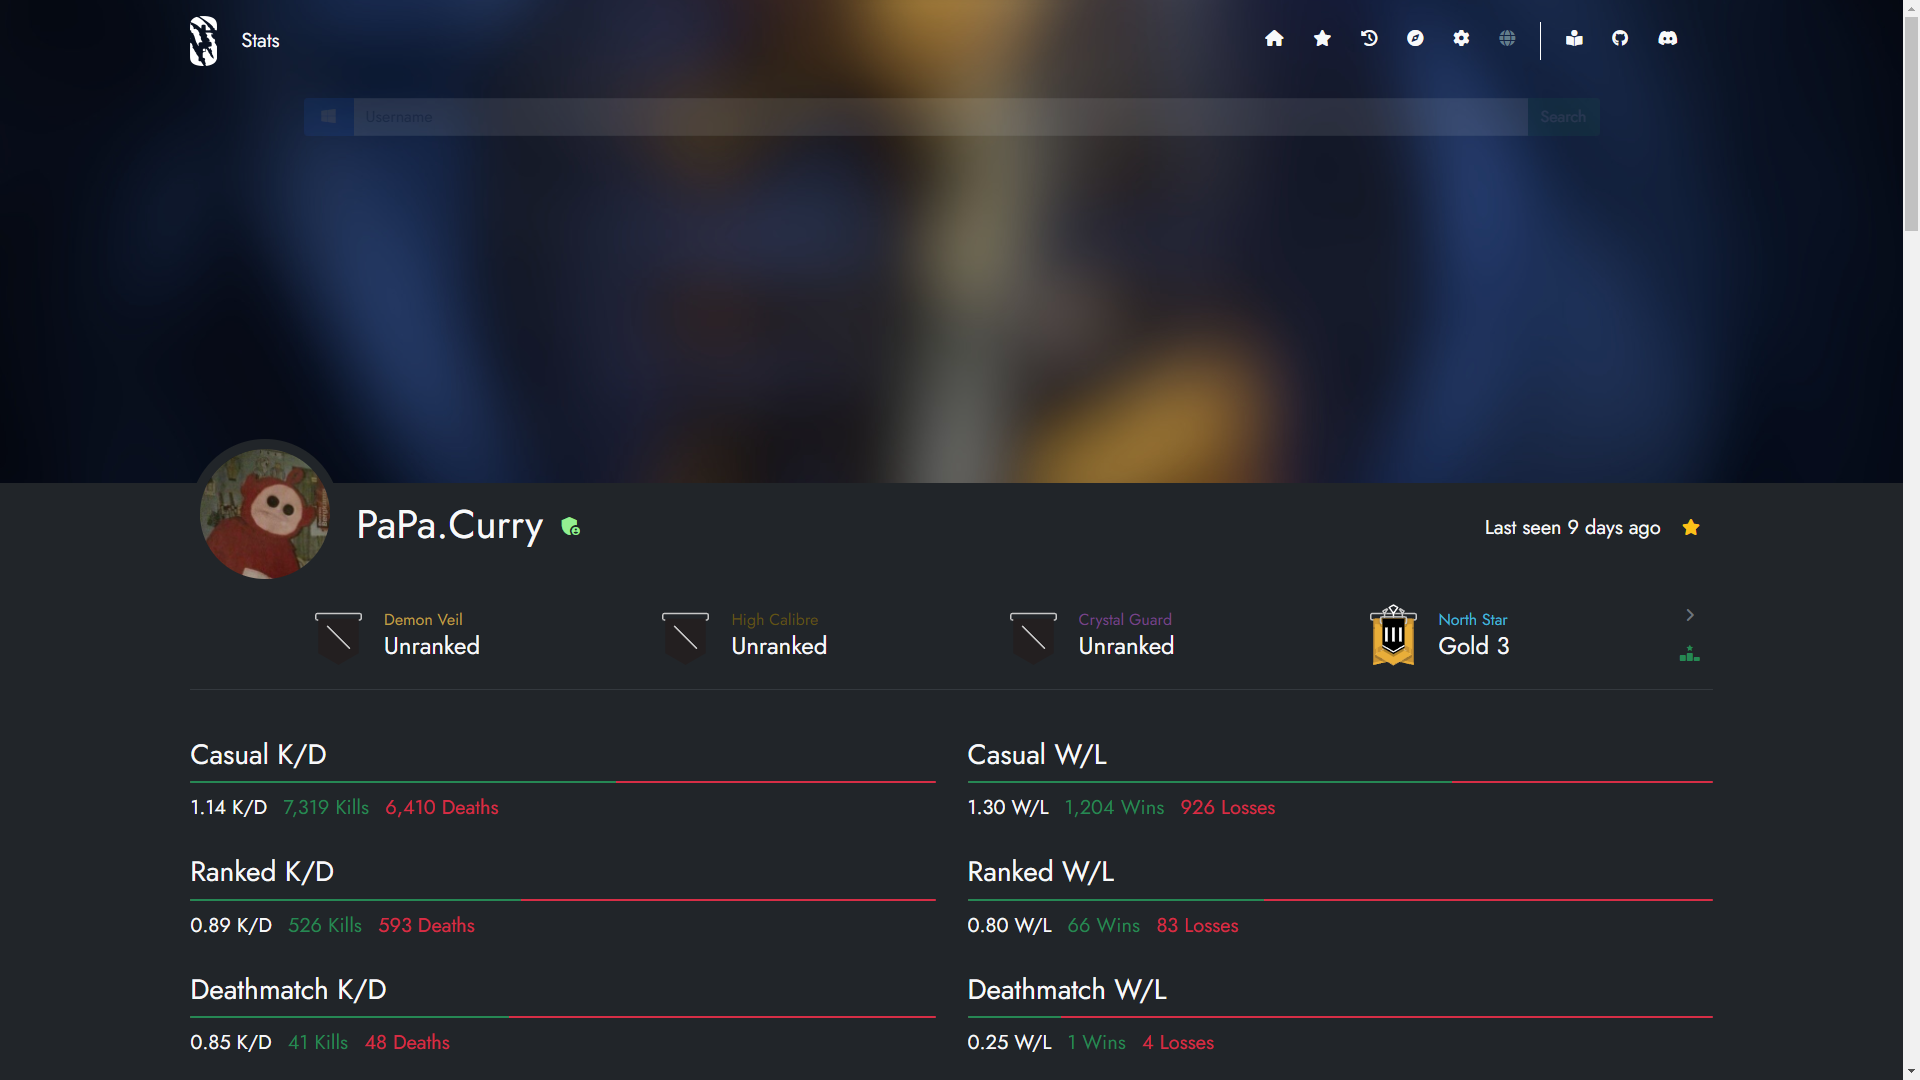 Stats
Username
Search
PaPa.Curry
Last seen 9 days ago
Demon Veil
Unranked
High Calibre
Unranked
Crystal Guard
Unranked
III
North Star
Gold 3
Casual K/D
1.14 K/D 7,319 Kills 6,410 Deaths
Casual W/L
1.30 W/L 1,204 Wins 926 Losses
Ranked K/D
0.89 K/D 526 Kills 593 Deaths
Ranked W/L
0.80 W/L 66 Wins 83 Losses
Deathmatch K/D
0.85 K/D 41 Kills 48 Deaths
Deathmatch W/L
0.25 W/L 1 Wins 4 Losses